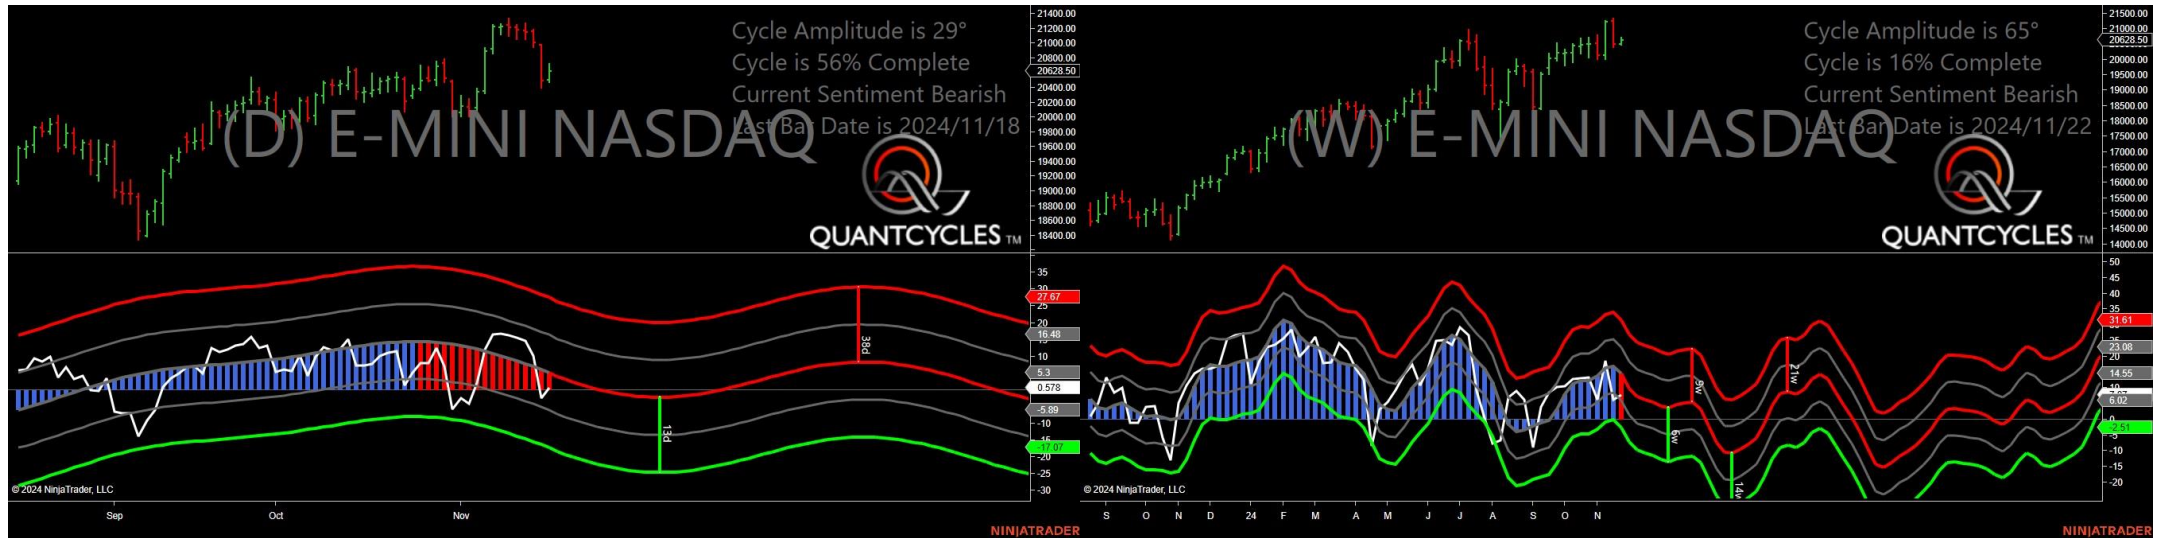 Cycle Amplitude is 29°
Cycle is 56% Complete
Current Sentiment Bearish
Last Bar Date is 2024/11/18
(D) E-MINI NASDAQ
QUANTCYCLES TM
21400.00
21200.00
21000.00
20800.00
20628.50
20400.00
20200.00
20000.00
19800.00
19600.00
19400.00
19200.00
19000.00
18800.00
18600.00
18400.00
35
30
27.67
25
20
16.48
10
5.3
0.578
-5.89
-10
-15
-17.07
-20
-25
-30
13d
38d
© 2024 NinjaTrader, LLC
Sep
Oct
Nov
NINJATRADER
Cycle Amplitude is 65°
Cycle is 16% Complete
Current Sentiment Bearish
Last Bar Date is 2024/11/22
(W) E-MINI NASDAQ
QUANTCYCLES TM
21500.00
20628.50
20000.00
19500.00
19000.00
18500.00
18000.00
17500.00
17000.00
16500.00
16000.00
15500.00
15000.00
14500.00
14000.00
50
45
40
35
31.61
25
23.08
20
14.55
10
6.02
0
-2.51
-5
-10
-15
-20
6w
9w
14w
21w
© 2024 NinjaTrader, LLC
S O N D 24 F M A M J J A S O N
NINJATRADER